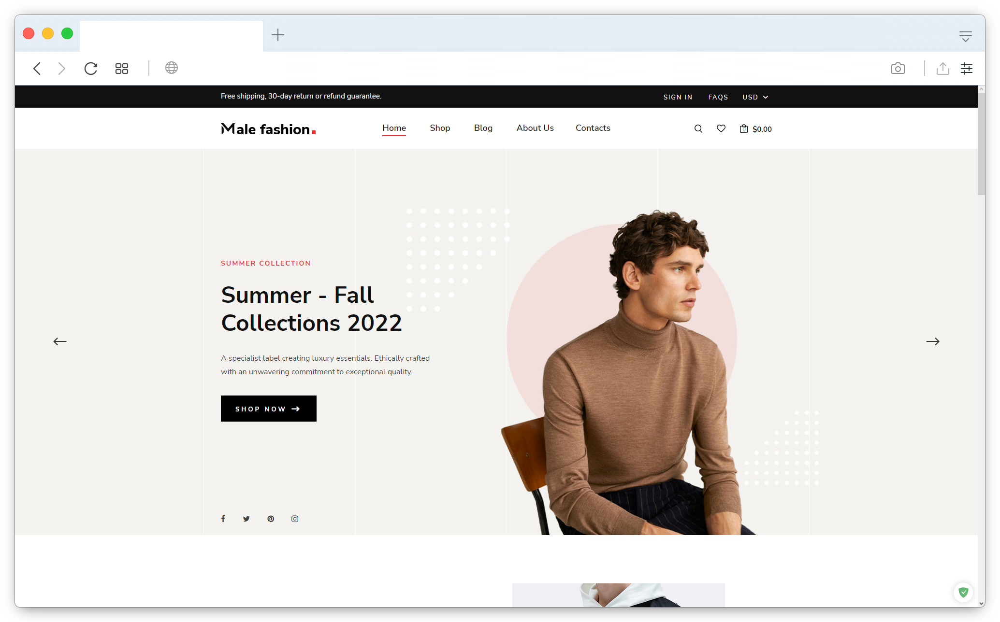 Free shipping, 30-day return or refund guarantee.
SIGN IN FAQS USD
Male fashion.
Home Shop Blog About Us Contacts
0 $0.00
SUMMER COLLECTION
Summer - Fall
Collections 2022
A specialist label creating luxury essentials. Ethically crafted
with an unwavering commitment to exceptional quality.
SHOP NOW